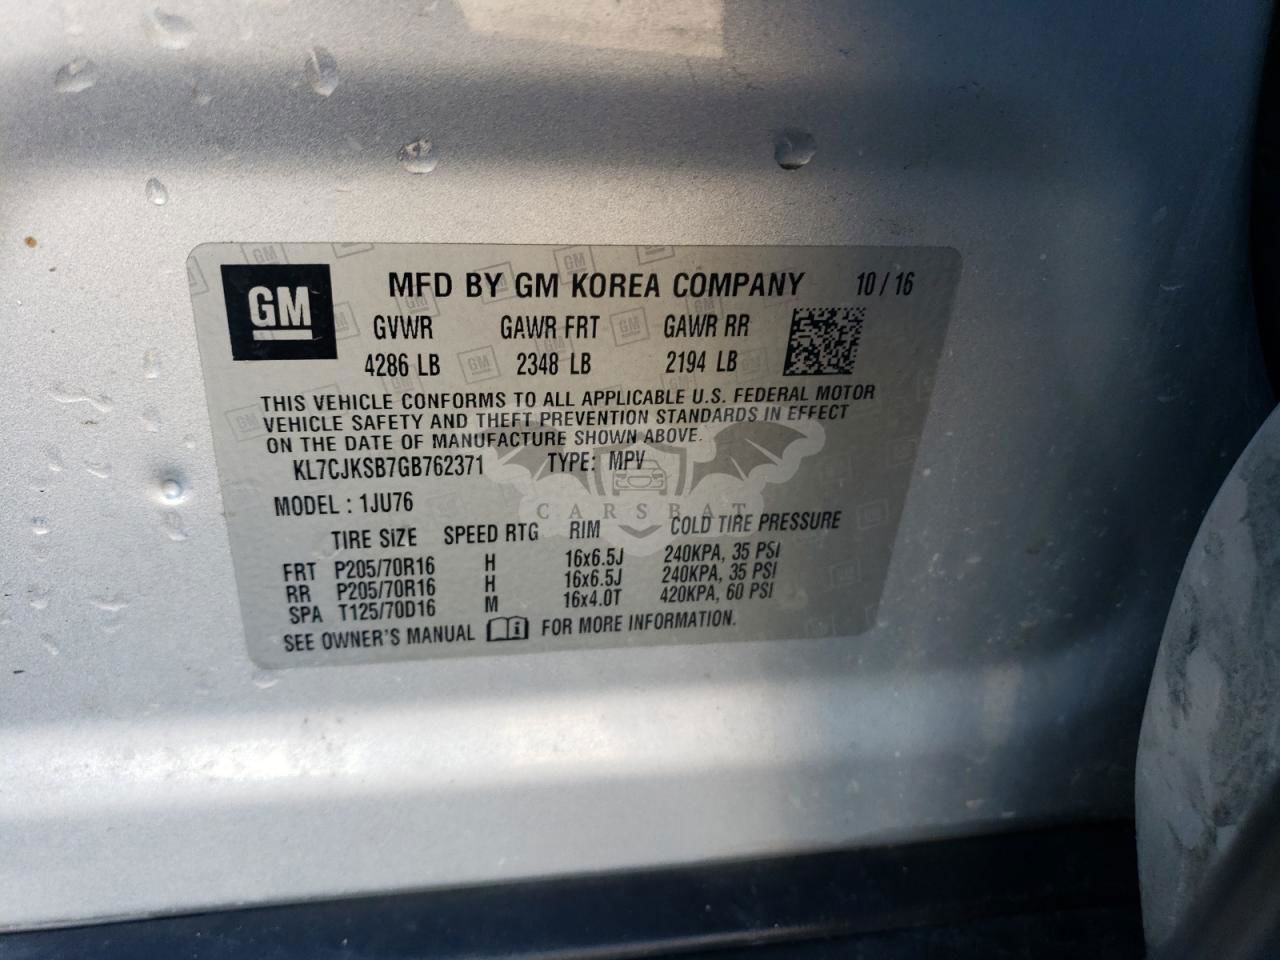 GM
MFD BY GM KOREA COMPANY 10 / 16
GVWR GAWR FRT GAWR RR
4286 LB 2348 LB 2194 LB
THIS VEHICLE CONFORMS TO ALL APPLICABLE U.S. FEDERAL MOTOR
VEHICLE SAFETY AND THEFT PREVENTION STANDARDS IN EFFECT
ON THE DATE OF MANUFACTURE SHOWN ABOVE.
KL7CJKSB7GB762371 TYPE: MPV
MODEL : 1JU76
CARSBAT
TIRE SIZE SPEED RTG RIM COLD TIRE PRESSURE
FRT P205/70R16 H 16x6.5J 240KPA, 35 PSI
RR P205/70R16 H 16x6.5J 240KPA, 35 PSI
SPA T125/70D16 M 16x4.0T 420KPA, 60 PSI
SEE OWNER'S MANUAL i FOR MORE INFORMATION.